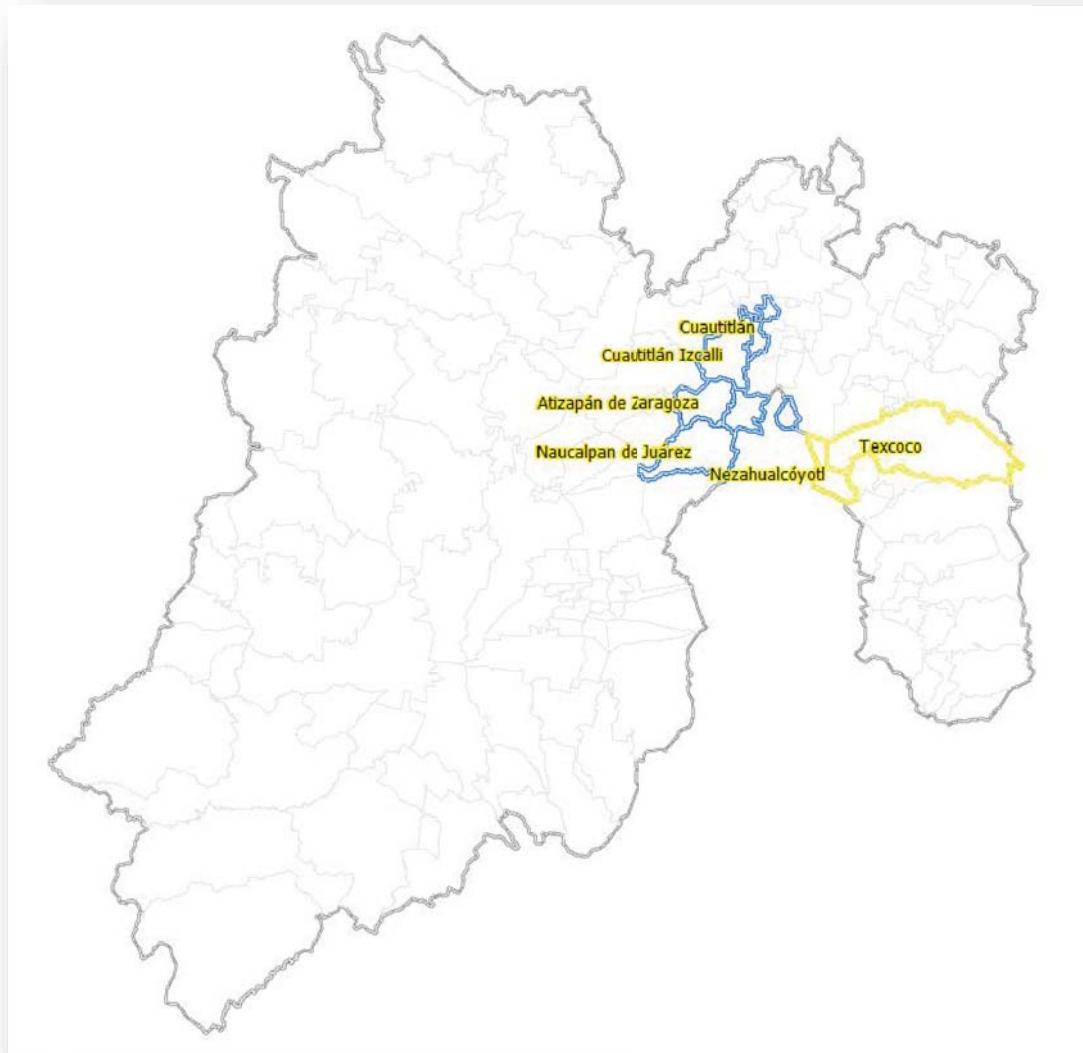 Cuautitlán
Cuautitlán Izcalli
Atizapán de Zaragoza
Naucalpan de Juárez
Texcoco
Nezahualcóyotl